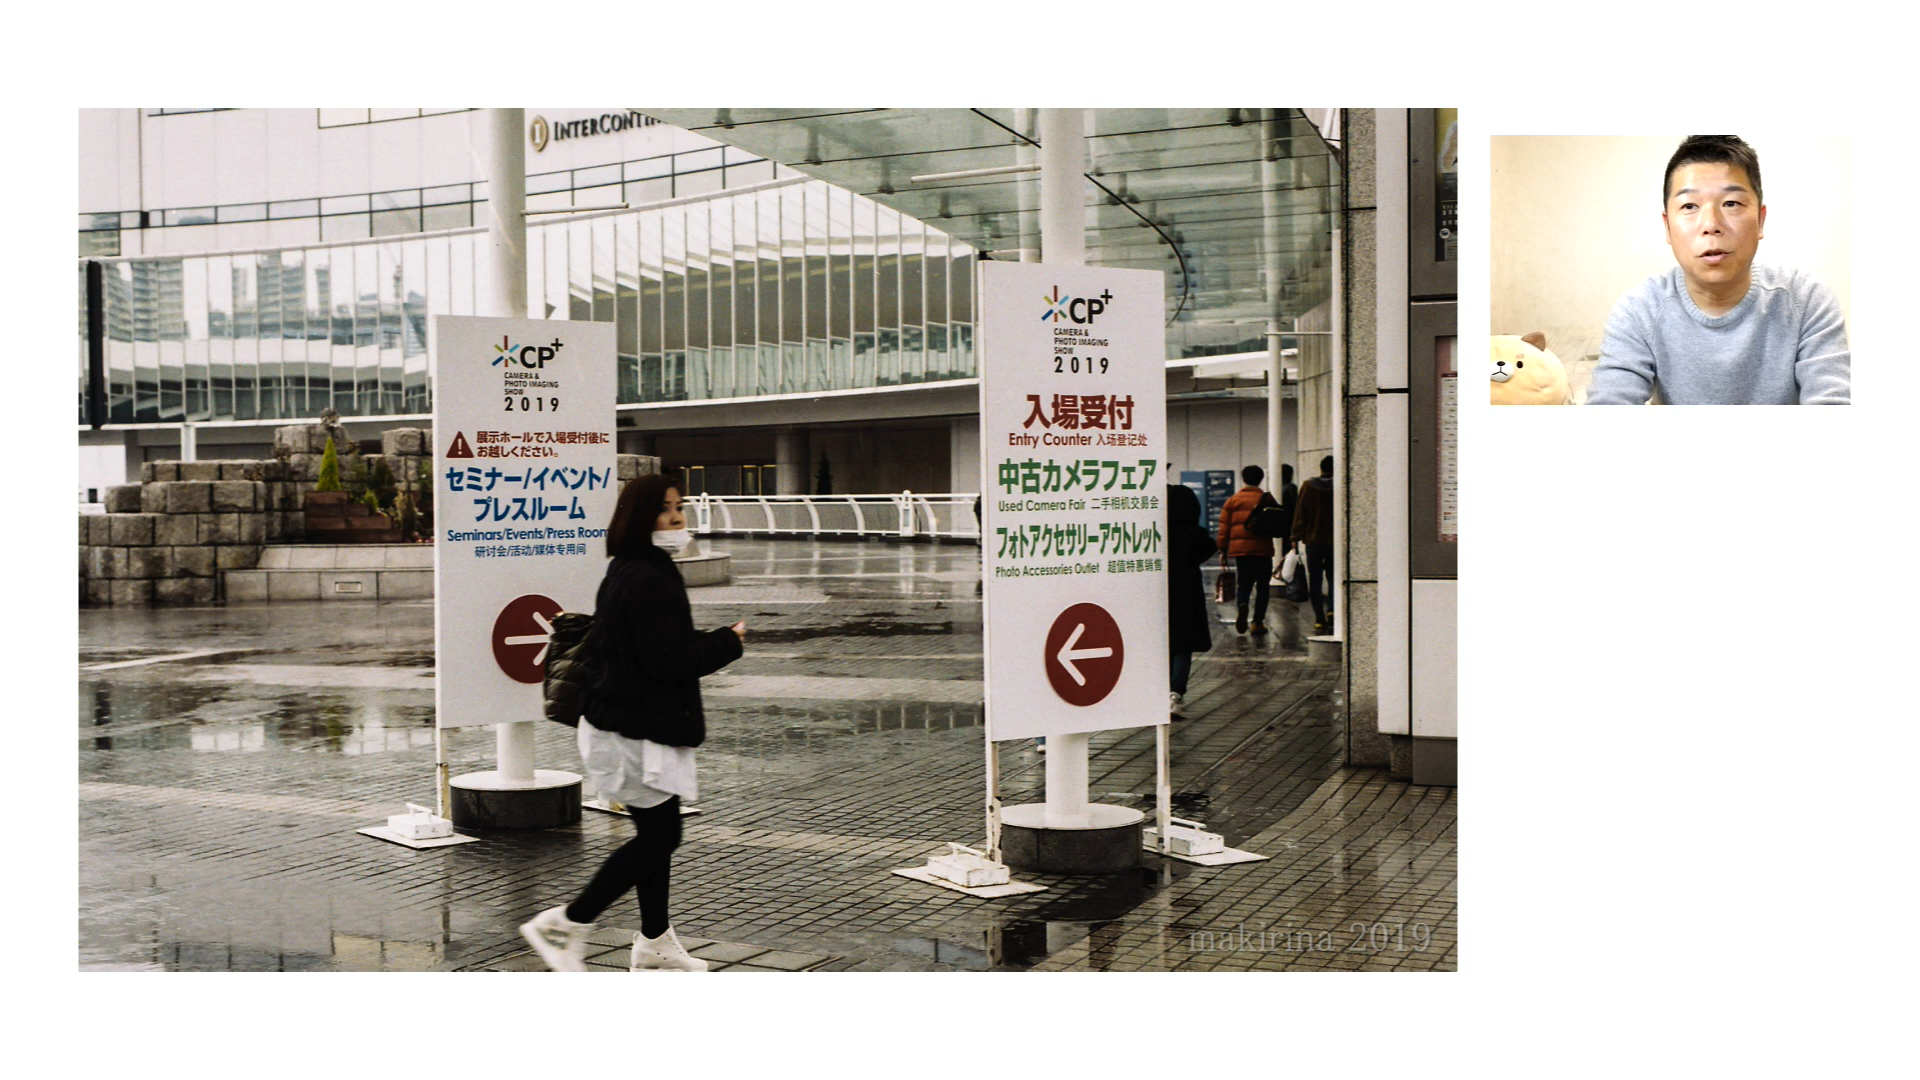 INTERCONTI
CP+
CAMERA &
PHOTO IMAGING
SHOW
2019
展示ホールで入場受付後に
お越しください。
セミナー/イベント/
プレスルーム
Seminars/Events/Press Room
研讨会/活动/媒体专用间
CP+
CAMERA &
PHOTO IMAGING
SHOW
2019
入場受付
Entry Counter 入场登记处
中古カメラフェア
Used Camera Fair 二手相机交易会
フォトアクセサリーアウトレット
Photo Accessories Outlet 超值特惠销售
makirina 2019